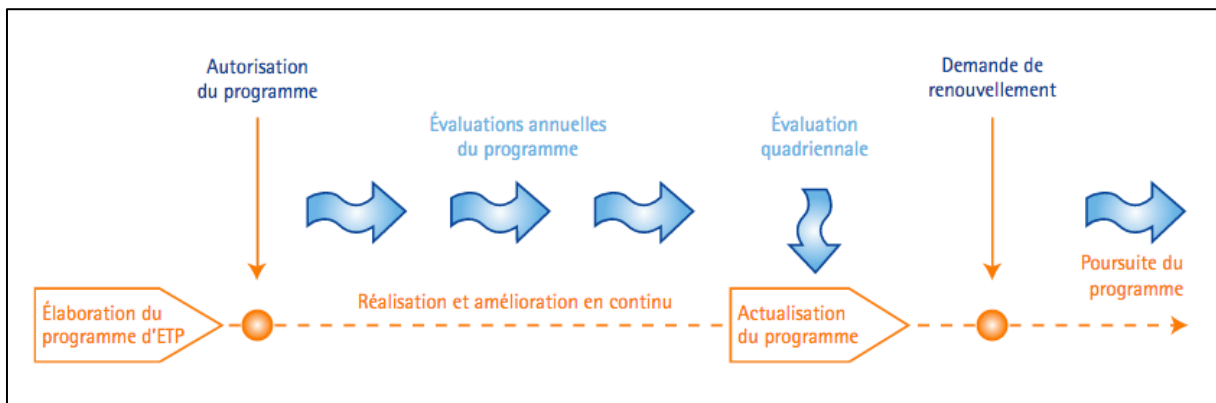 Autorisation
du programme
Évaluations annuelles
du programme
Évaluation
quadriennale
Demande de
renouvellement
Élaboration du
programme d'ETP
Réalisation et amélioration en continu
Actualisation
du programme
Poursuite du
programme